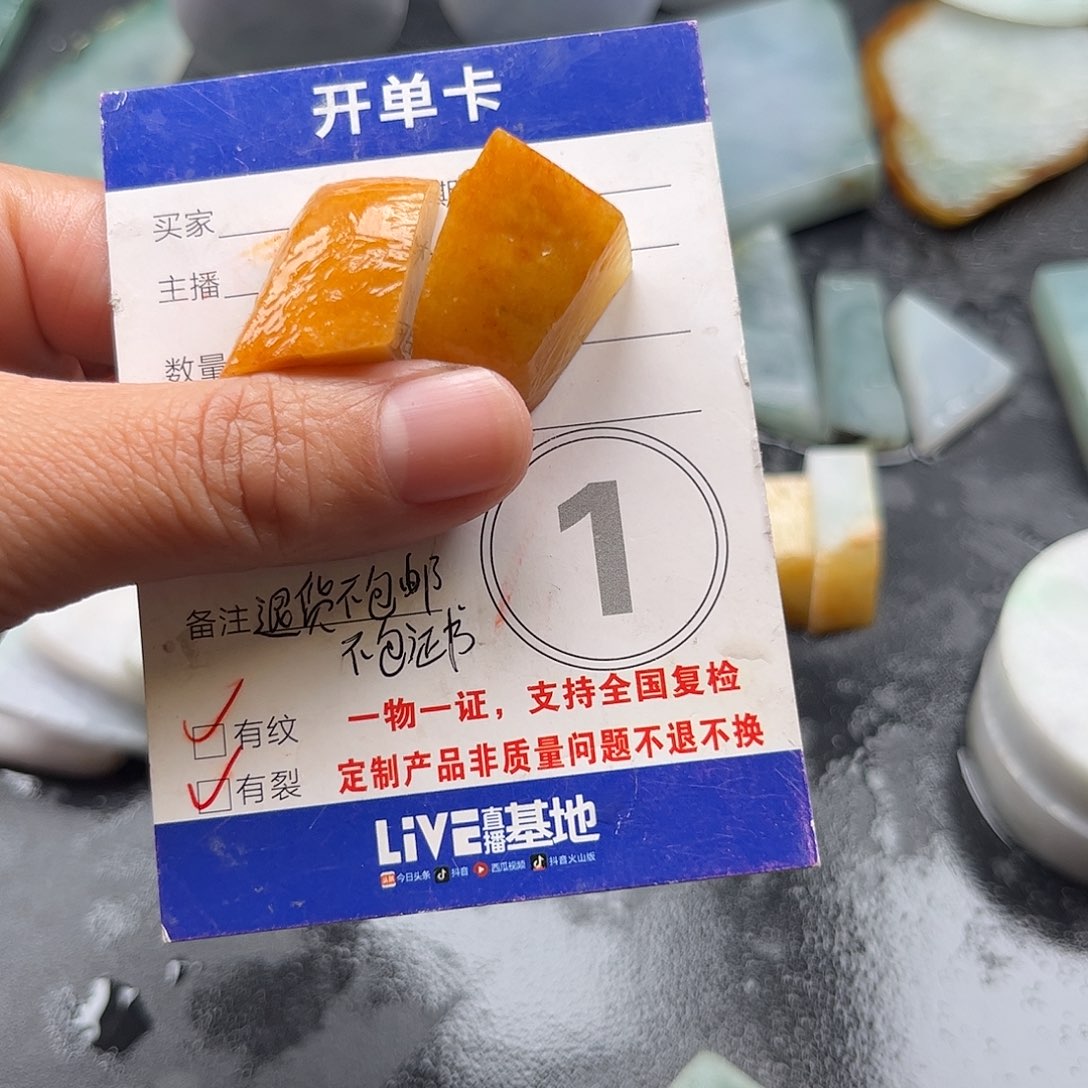 开单卡
买家
期
主播
数量
1
备注 退货不包邮
不包证书
有纹
一物一证，支持全国复检
有裂
定制产品非质量问题不退不换
LiVE直播基地
头条 今日头条 抖音 西瓜视频 抖音火山版